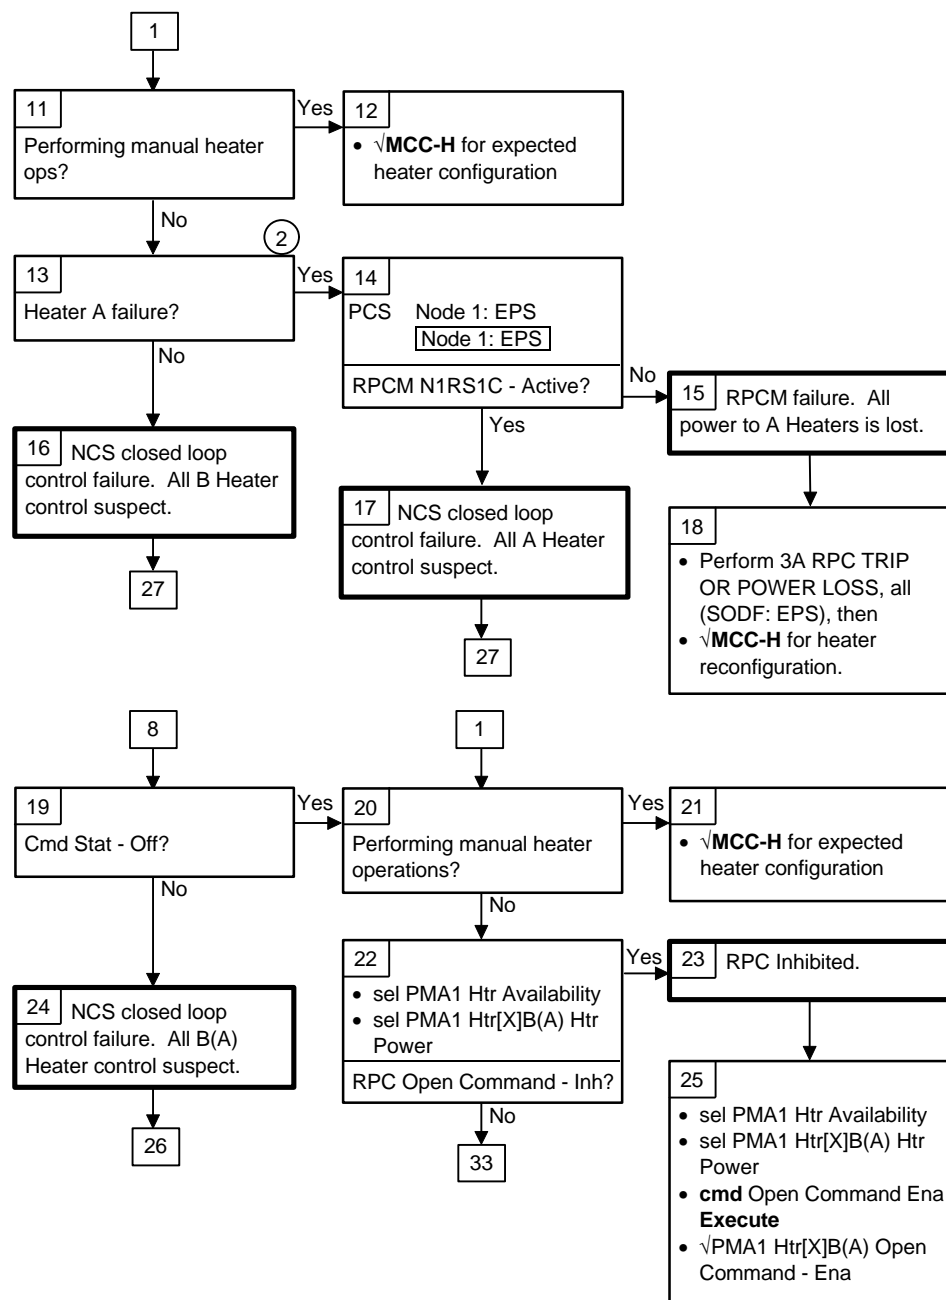 1
11
Performing manual heater
ops?
Yes
12
• √MCC-H for expected
heater configuration
No
2
13
Heater A failure?
Yes
14
PCS Node 1: EPS
Node 1: EPS
RPCM N1RS1C - Active?
No
15 RPCM failure. All
power to A Heaters is lost.
No
Yes
16 NCS closed loop
control failure. All B Heater
control suspect.
27
17 NCS closed loop
control failure. All A Heater
control suspect.
27
18
• Perform 3A RPC TRIP
OR POWER LOSS, all
(SODF: EPS), then
• √MCC-H for heater
reconfiguration.
8
1
19
Cmd Stat - Off?
Yes
20
Performing manual heater
operations?
Yes
21
• √MCC-H for expected
heater configuration
No
No
22
• sel PMA1 Htr Availability
• sel PMA1 Htr[X]B(A) Htr
Power
RPC Open Command - Inh?
Yes
23 RPC Inhibited.
24 NCS closed loop
control failure. All B(A)
Heater control suspect.
26
No
33
25
• sel PMA1 Htr Availability
• sel PMA1 Htr[X]B(A) Htr
Power
• cmd Open Command Ena
Execute
• √PMA1 Htr[X]B(A) Open
Command - Ena